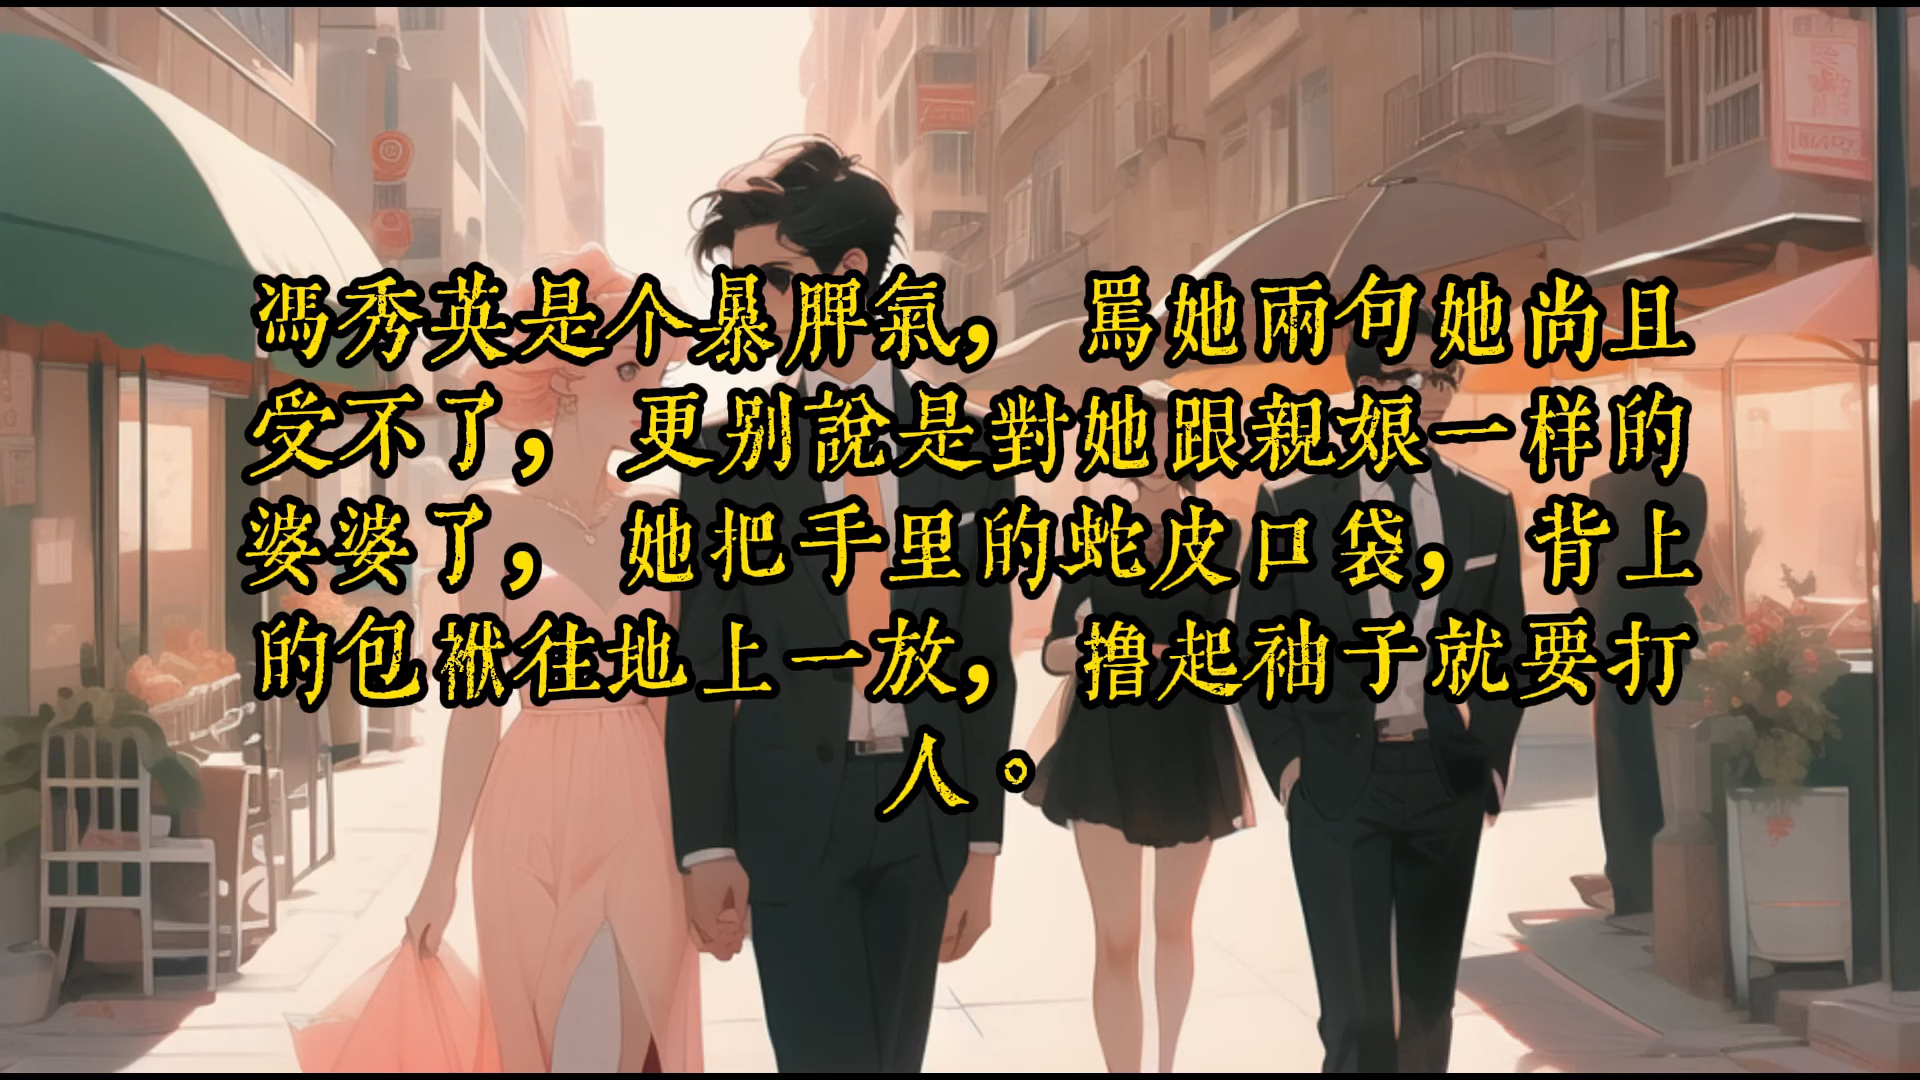 馮秀英是个暴脾氣， 罵她兩句她尚且
受不了， 更别說是對她跟親娘一样的
婆婆了， 她把手里的蛇皮口袋， 背上
的包袱往地上一放， 撸起袖子就要打
人。